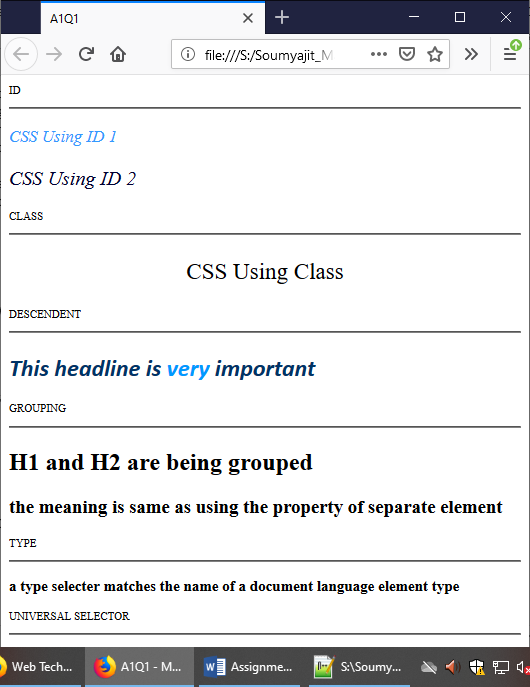 A1Q1
file:///S:/Soumyajit_M
ID
CSS Using ID 1
CSS Using ID 2
CLASS
CSS Using Class
DESCENDENT
This headline is very important
GROUPING
H1 and H2 are being grouped
the meaning is same as using the property of separate element
TYPE
a type selecter matches the name of a document language element type
UNIVERSAL SELECTOR
Web Tech... A1Q1 - M... Assignme... S:\Soumy...